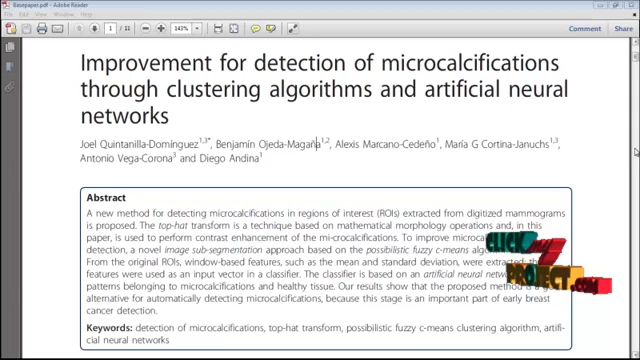 Basepaper.pdf - Adobe Reader
File Edit View Window Help
1 / 11 143%
Comment Share
Improvement for detection of microcalcifications
through clustering algorithms and artificial neural
networks
Joel Quintanilla-Domínguez1,3*, Benjamín Ojeda-Magaña1,2, Alexis Marcano-Cedeño1, María G Cortina-Januchs1,3,
Antonio Vega-Corona3 and Diego Andina1
Abstract
A new method for detecting microcalcifications in regions of interest (ROIs) extracted from digitized mammograms
is proposed. The top-hat transform is a technique based on mathematical morphology operations and, in this
paper, is used to perform contrast enhancement of the mi-crocalcifications. To improve microcalcification
detection, a novel image sub-segmentation approach based on the possibilistic fuzzy c-means
From the original ROIs, window-based features, such as the mean and standard deviation, were extracted;
features were used as an input vector in a classifier. The classifier is based on an artificial neural
patterns belonging to microcalcifications and healthy tissue. Our results show that the proposed method is a
alternative for automatically detecting microcalcifications, because this stage is an important part of early breast
cancer detection.
Keywords: detection of microcalcifications, top-hat transform, possibilistic fuzzy c-means clustering algorithm, artifi-
cial neural networks
CLICK my
PROJECT.COM